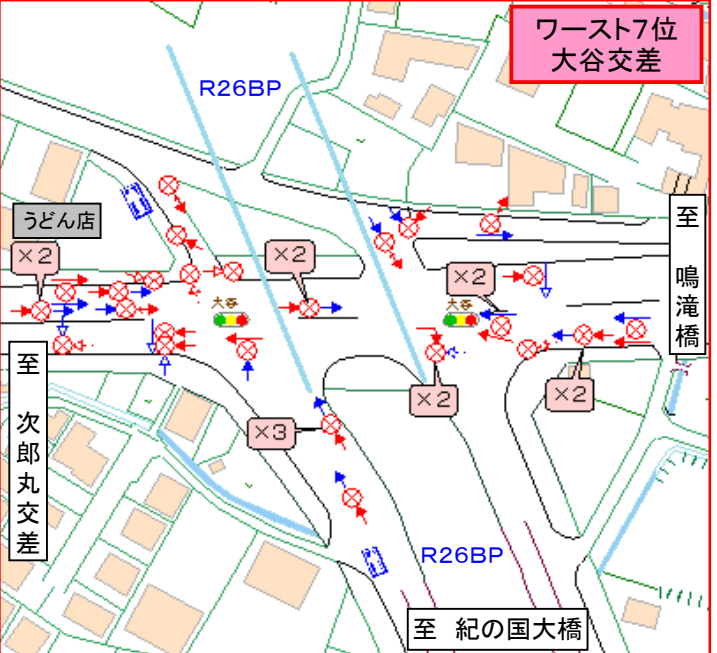 ワースト7位
大谷交差
R26BP
うどん店
×2
×2
×2
大谷
大谷
至 鳴滝橋
至 次郎丸交差
×2
×2
×3
R26BP
至 紀の国大橋